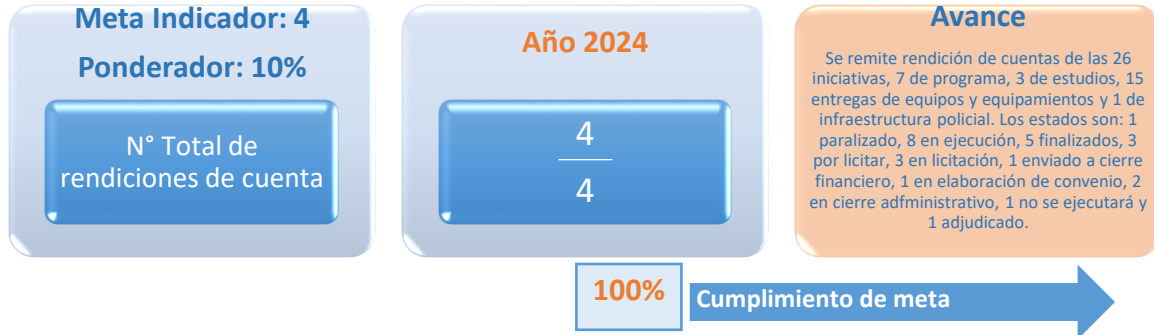 Meta Indicador: 4
Ponderador: 10%
N° Total de
rendiciones de cuenta
Año 2024
4
4
Avance
Se remite rendición de cuentas de las 26
iniciativas, 7 de programa, 3 de estudios, 15
entregas de equipos y equipamientos y 1 de
infraestructura policial. Los estados son: 1
paralizado, 8 en ejecución, 5 finalizados, 3
por licitar, 3 en licitación, 1 enviado a cierre
financiero, 1 en elaboración de convenio, 2
en cierre adfministrativo, 1 no se ejecutará y
1 adjudicado.
100%
Cumplimiento de meta